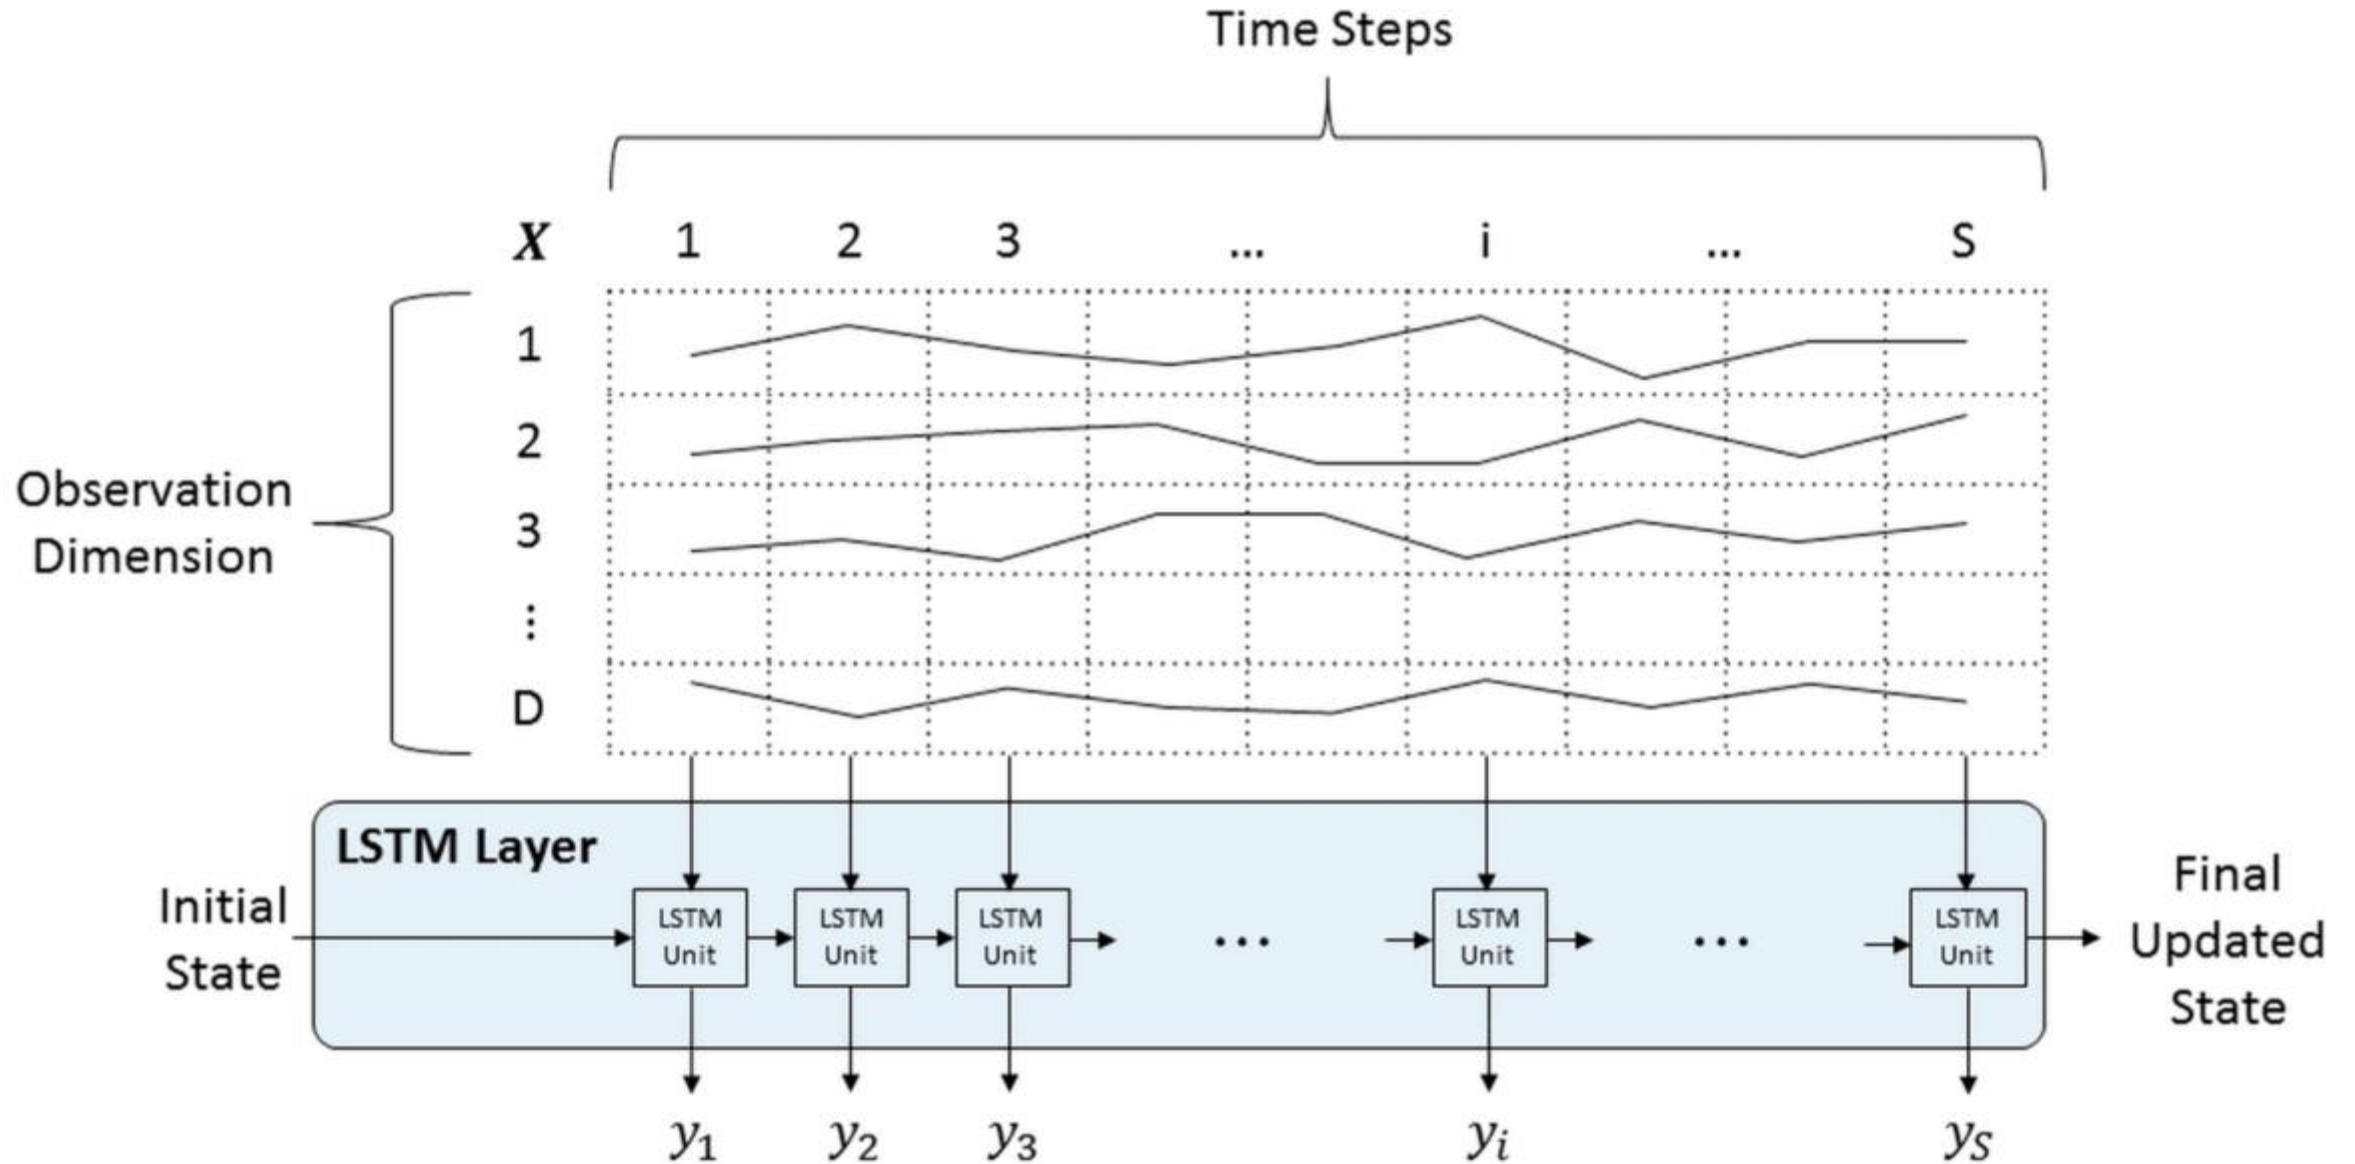 Time Steps
X 1 2 3 ... i ... S
1
2
Observation
Dimension
3
⋮
D
LSTM Layer
Initial
State
LSTM
Unit
LSTM
Unit
LSTM
Unit
...
LSTM
Unit
...
LSTM
Unit
Final
Updated
State
y₁ y₂ y₃ yᵢ y_S